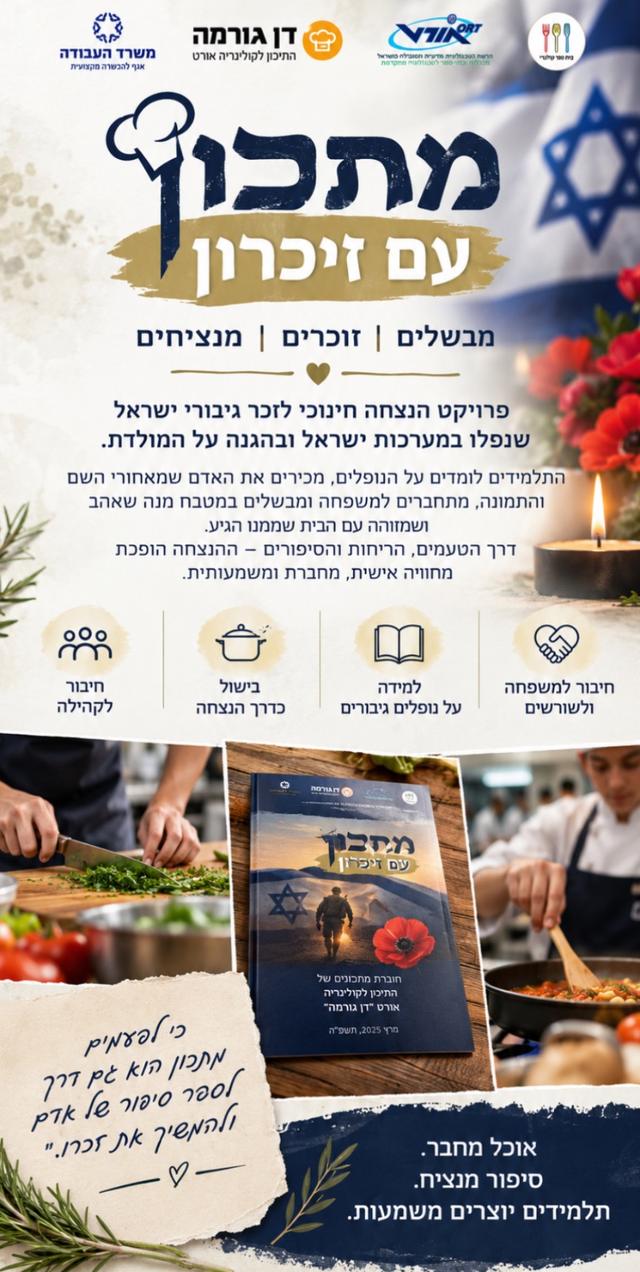 משרד העבודה
אגף להכשרה מקצועית
דן גורמה
התיכון לקולינריה אורט
אורט ORT
מתכון
עם זיכרון
מבשלים | זוכרים | מנציחים
פרויקט הנצחה חינוכי לזכר גיבורי ישראל
שנפלו במערכות ישראל ובהגנה על המולדת.
התלמידים לומדים על הנופלים, מכירים את האדם שמאחורי השם
והתמונה, מתחברים למשפחה ומבשלים במטבח מנה שאהב
ושמזוהה עם הבית שממנו הגיע.
דרך הטעמים, הריחות והסיפורים – ההנצחה הופכת
מחוויה אישית, מחברת ומשמעותית.
חיבור למשפחה
ולשורשים
למידה
על נופלים גיבורים
בישול
כדרך הנצחה
חיבור
לקהילה
דן גורמה
מתכון
עם זיכרון
חוברת מתכונים של
התיכון לקולינריה
אורט "דן גורמה"
מרץ 2025, תשפ"ה
כי לפעמים
מתכון הוא גם דרך
לספר סיפור של אדם
ולהמשיך את זכרו."
אוכל מחבר.
סיפור מנציח.
תלמידים יוצרים משמעות.